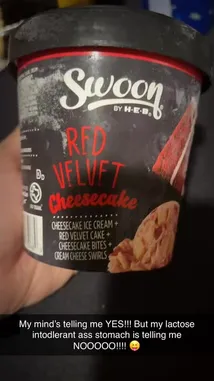 Swoon
BY H-E-B®
RED
VELVET
Cheesecake
CHEESECAKE ICE CREAM +
RED VELVET CAKE +
CHEESECAKE BITES +
CREAM CHEESE SWIRLS
My mind's telling me YES!!! But my lactose
intodlerant ass stomach is telling me
NOOOOO!!!! 😛